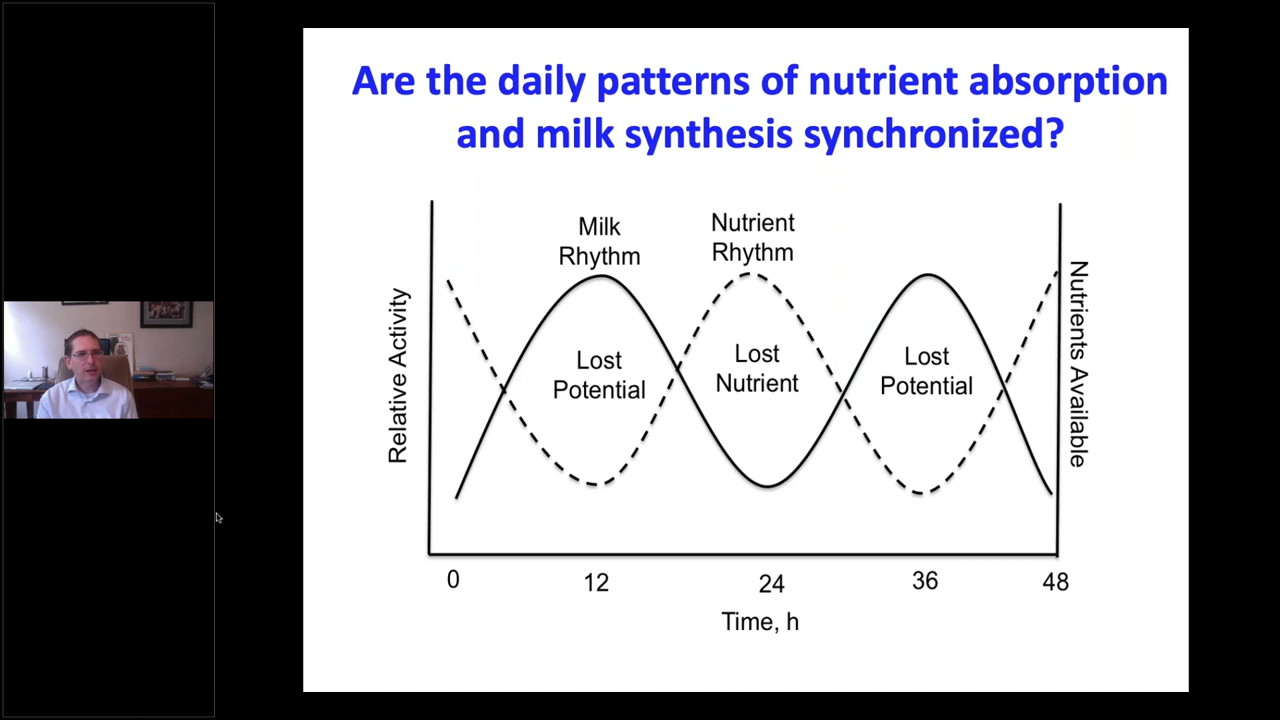 Are the daily patterns of nutrient absorption
and milk synthesis synchronized?
Milk
Rhythm
Nutrient
Rhythm
Relative Activity
Lost
Potential
Lost
Nutrient
Lost
Potential
Nutrients Available
0 12 24 36 48
Time, h